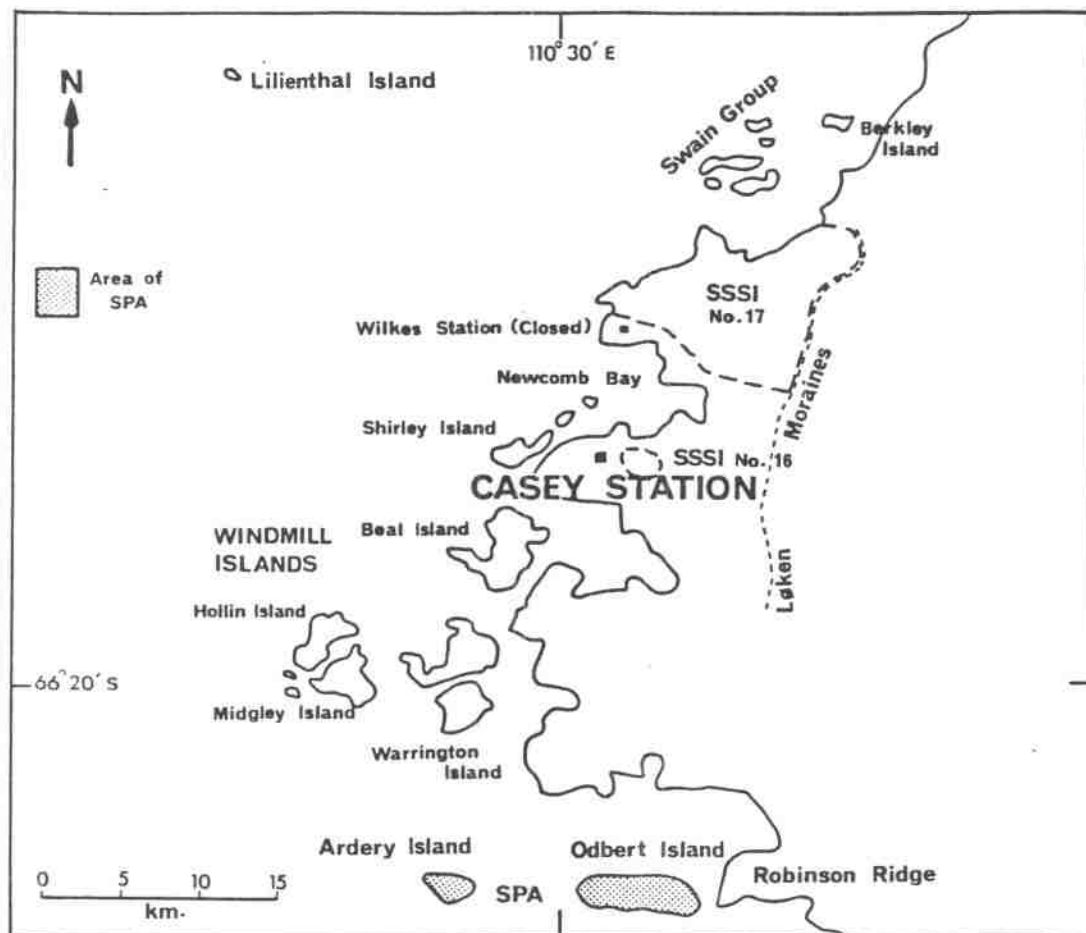 110° 30´ E
N
Lilienthal Island
Swain Group
Berkley
Island
Area of
SPA
SSSI
No. 17
Wilkes Station (Closed)
Newcomb Bay
Moraines
Shirley Island
SSSI No. 16
CASEY STATION
Beal Island
WINDMILL
ISLANDS
Løken
Hollin Island
66° 20´ S
Midgley Island
Warrington
Island
Ardery Island
Odbert Island
0 5 10 15
km.
SPA
Robinson Ridge